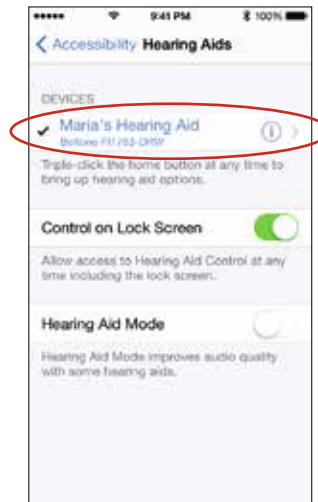 9:41 PM 100%
Accessibility Hearing Aids
DEVICES
Maria's Hearing Aid
Beltone
Triple-click the home button at any time to
bring up hearing aid options.
Control on Lock Screen
Allow access to Hearing Aid Control at any
time including the lock screen.
Hearing Aid Mode
Hearing Aid Mode improves audio quality
with some hearing aids.